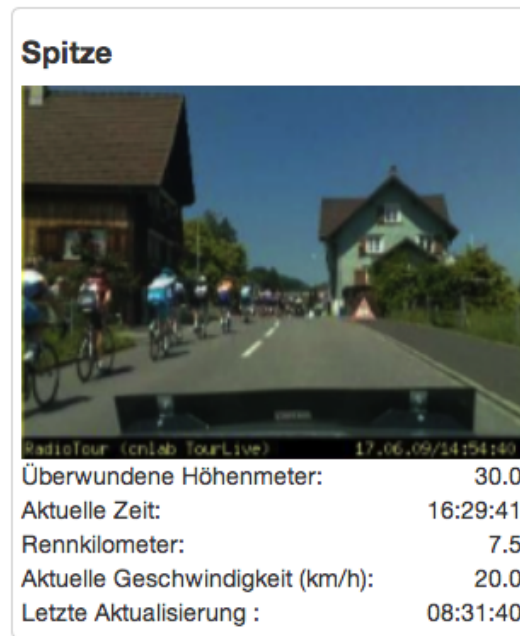 Spitze
RadioTour (cnlab TourLive) 17.06.09/14:54:40
Überwundene Höhenmeter: 30.0
Aktuelle Zeit: 16:29:41
Rennkilometer: 7.5
Aktuelle Geschwindigkeit (km/h): 20.0
Letzte Aktualisierung : 08:31:40